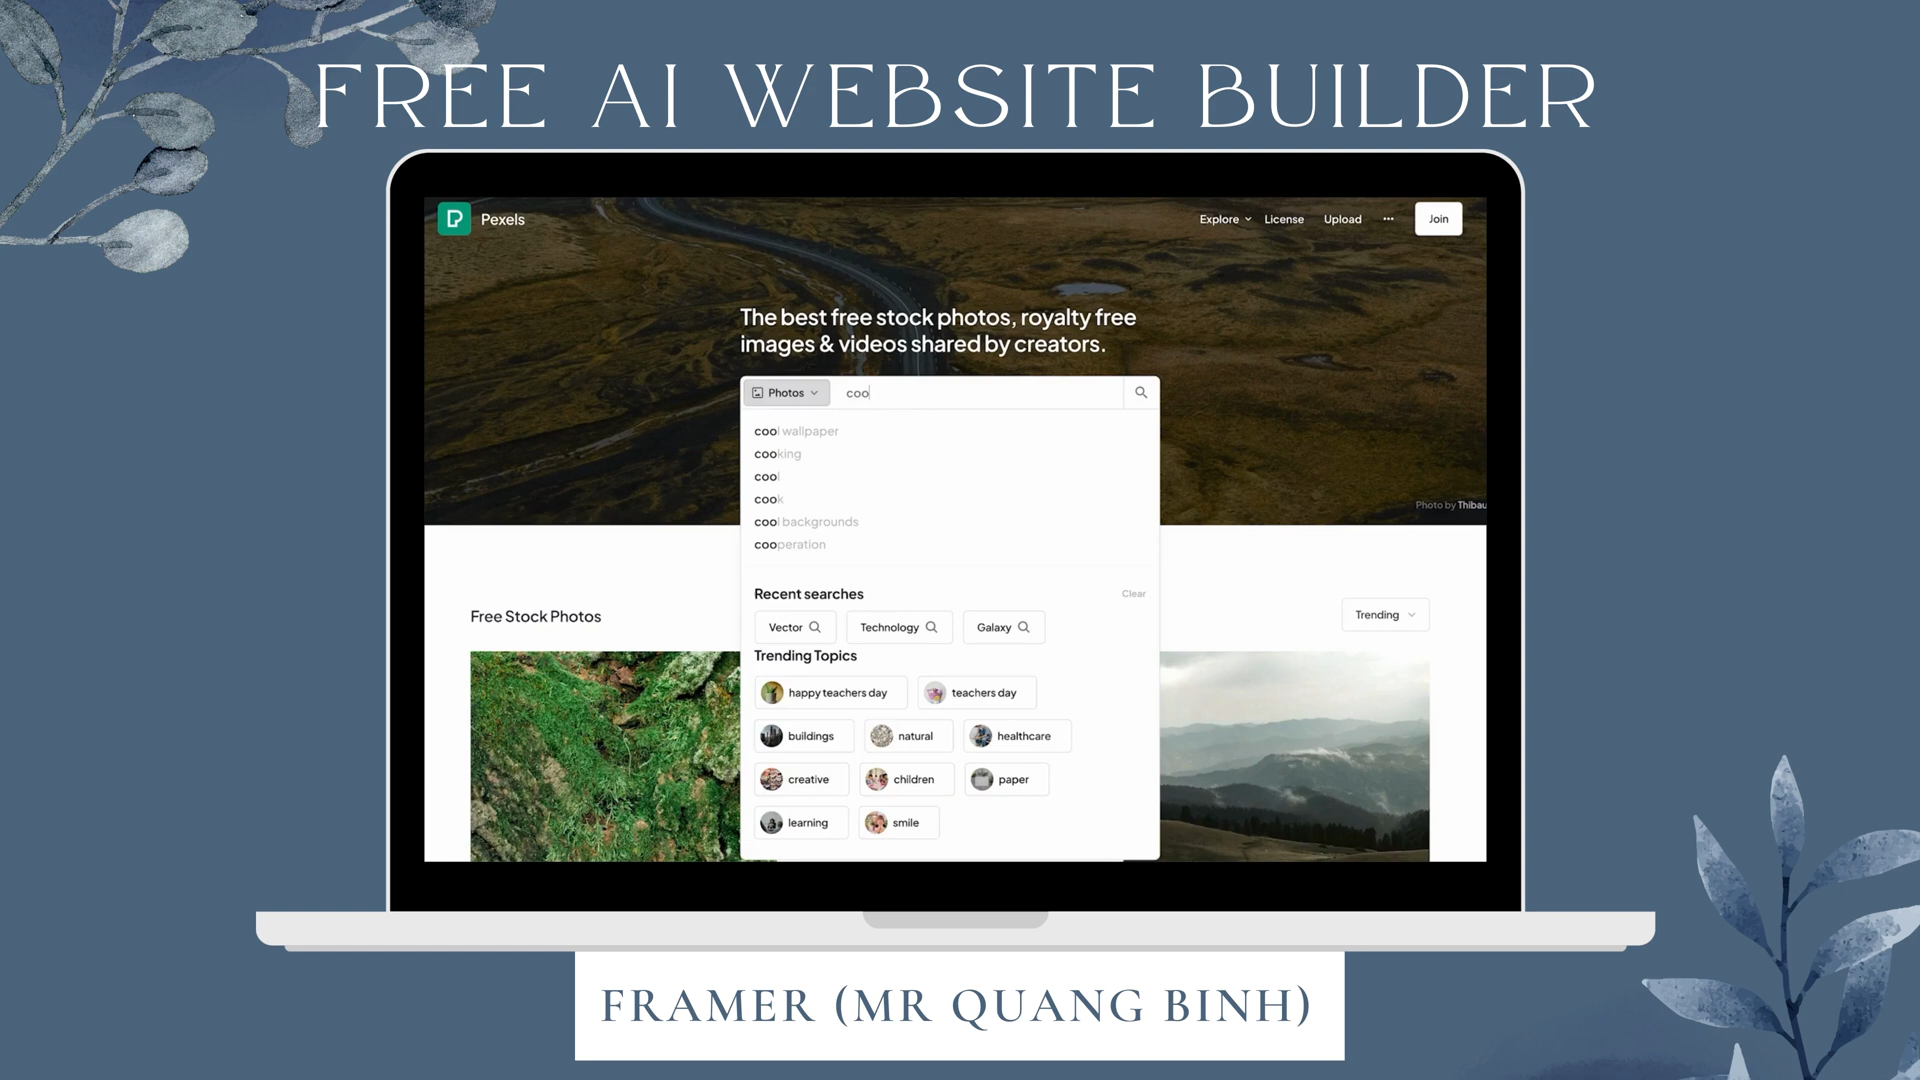 FREE AI WEBSITE BUILDER
Pexels
Explore License Upload ... Join
The best free stock photos, royalty free
images & videos shared by creators.
Photos coo
cool wallpaper
cooking
cool
cook
cool backgrounds
cooperation
Photo by Thibau
Recent searches Clear
Free Stock Photos
Trending
Vector Technology Galaxy
Trending Topics
happy teachers day teachers day
buildings natural healthcare
creative children paper
learning smile
FRAMER (MR QUANG BINH)